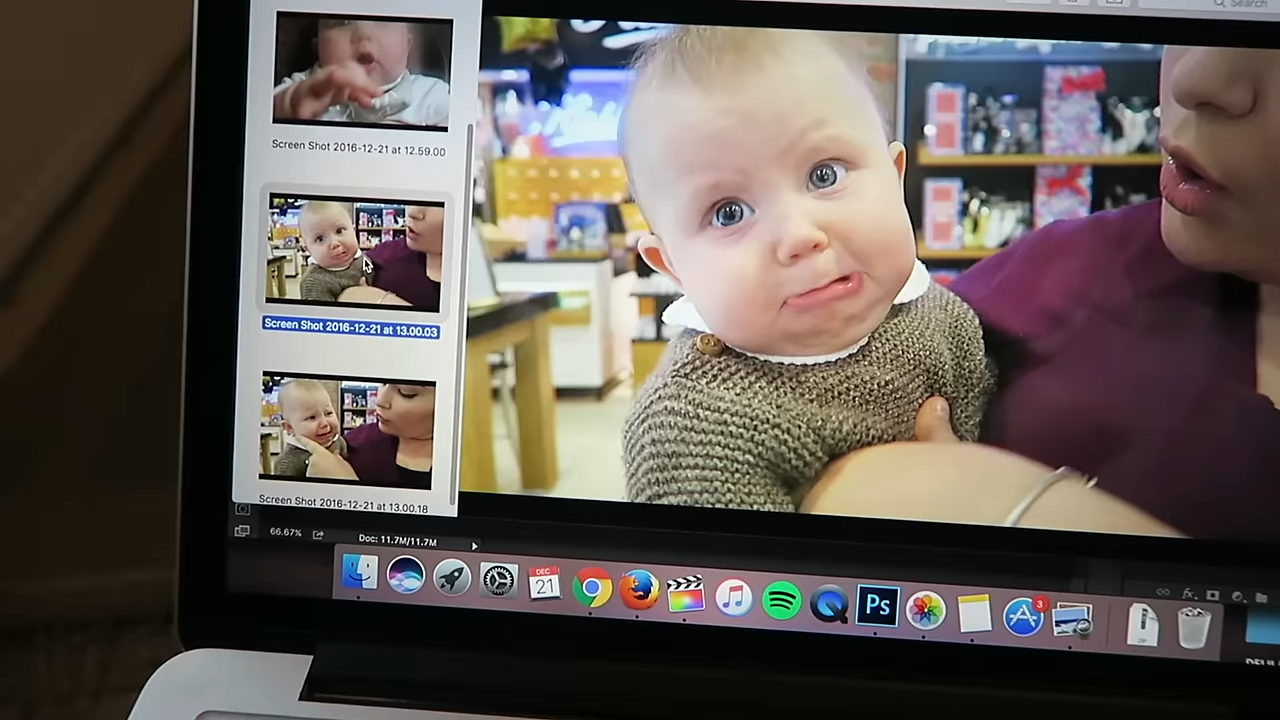 Search
Screen Shot 2016-12-21 at 12.59.00
Screen Shot 2016-12-21 at 13.00.03
Screen Shot 2016-12-21 at 13.00.18
66.67%
Doc: 11.7M/11.7M
DEC
21
Ps
3
fx